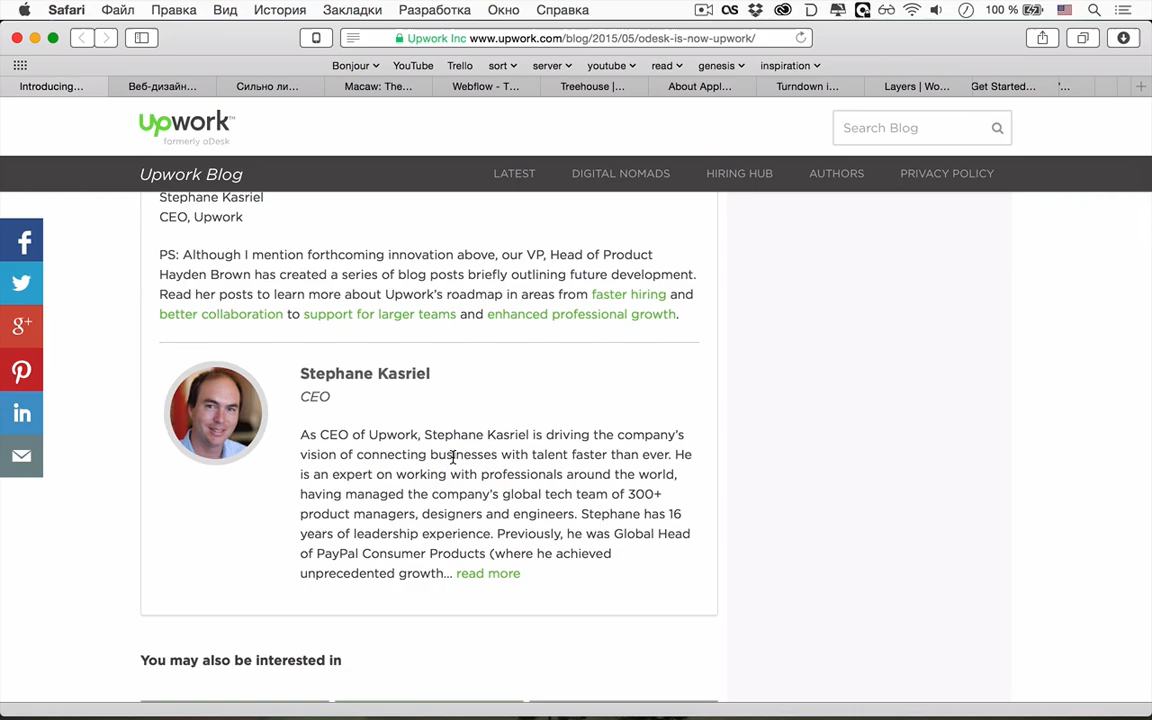 Safari Файл Правка Вид История Закладки Разработка Окно Справка 100 %
Upwork Inc www.upwork.com/blog/2015/05/odesk-is-now-upwork/
Bonjour YouTube Trello sort server youtube read genesis inspiration
Introducing... Веб-дизайн... Сильно ли... Macaw: The... Webflow - T... Treehouse |... About Appl... Turndown i... Layers | Wo... Get Started...
Upwork™
formerly oDesk
Search Blog
Upwork Blog LATEST DIGITAL NOMADS HIRING HUB AUTHORS PRIVACY POLICY
Stephane Kasriel
CEO, Upwork
PS: Although I mention forthcoming innovation above, our VP, Head of Product
Hayden Brown has created a series of blog posts briefly outlining future development.
Read her posts to learn more about Upwork's roadmap in areas from faster hiring and
better collaboration to support for larger teams and enhanced professional growth.
Stephane Kasriel
CEO
As CEO of Upwork, Stephane Kasriel is driving the company's
vision of connecting businesses with talent faster than ever. He
is an expert on working with professionals around the world,
having managed the company's global tech team of 300+
product managers, designers and engineers. Stephane has 16
years of leadership experience. Previously, he was Global Head
of PayPal Consumer Products (where he achieved
unprecedented growth... read more
You may also be interested in